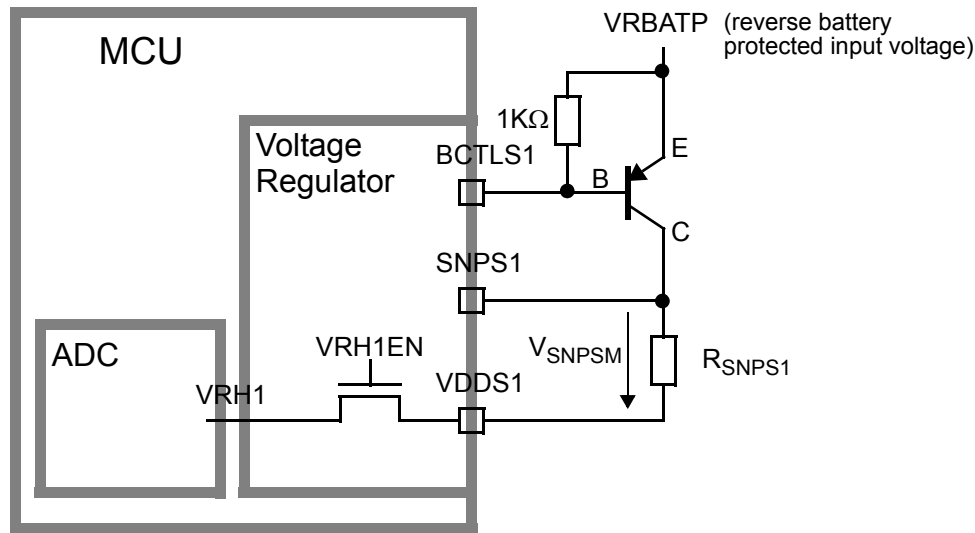 VRBATP (reverse battery
protected input voltage)
MCU
1KΩ
Voltage
Regulator
BCTLS1
E
B
C
SNPS1
ADC
VRH1EN
VSNPSM
RSNPS1
VRH1
VDDS1